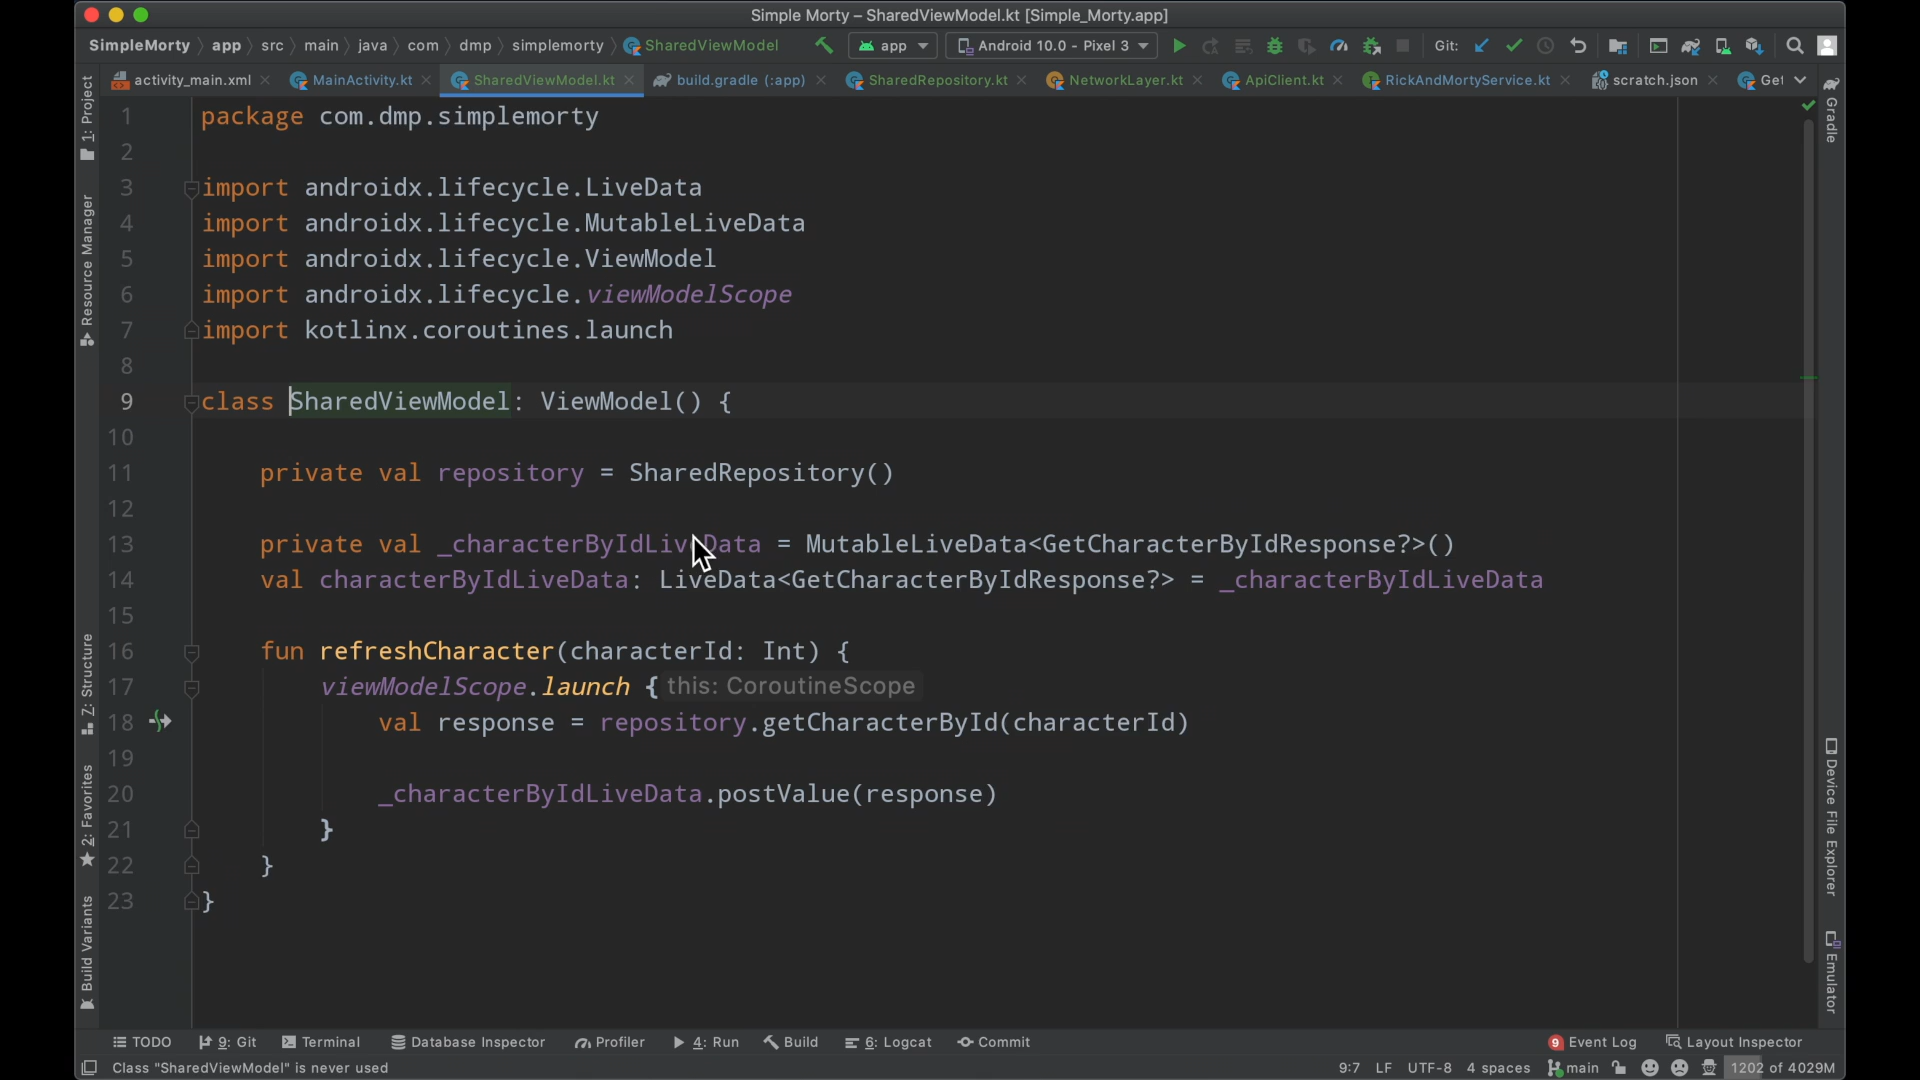 Simple Morty – SharedViewModel.kt [Simple_Morty.app]
SimpleMorty app src main java com dmp simplemorty SharedViewModel app Android 10.0 - Pixel 3 Git:
activity_main.xml MainActivity.kt SharedViewModel.kt build.gradle (:app) SharedRepository.kt NetworkLayer.kt ApiClient.kt RickAndMortyService.kt scratch.json Get
1 package com.dmp.simplemorty
2
3 import androidx.lifecycle.LiveData
4 import androidx.lifecycle.MutableLiveData
5 import androidx.lifecycle.ViewModel
6 import androidx.lifecycle.viewModelScope
7 import kotlinx.coroutines.launch
8
9 class SharedViewModel: ViewModel() {
10
11 private val repository = SharedRepository()
12
13 private val _characterByIdLiveData = MutableLiveData<GetCharacterByIdResponse?>()
14 val characterByIdLiveData: LiveData<GetCharacterByIdResponse?> = _characterByIdLiveData
15
16 fun refreshCharacter(characterId: Int) {
17 viewModelScope.launch { this: CoroutineScope
18 val response = repository.getCharacterById(characterId)
19
20 _characterByIdLiveData.postValue(response)
21 }
22 }
23 }
1: Project
Resource Manager
7: Structure
2: Favorites
Build Variants
Gradle
Device File Explorer
Emulator
TODO 9: Git Terminal Database Inspector Profiler 4: Run Build 6: Logcat Commit 9 Event Log Layout Inspector
Class "SharedViewModel" is never used 9:7 LF UTF-8 4 spaces main 1202 of 4029M